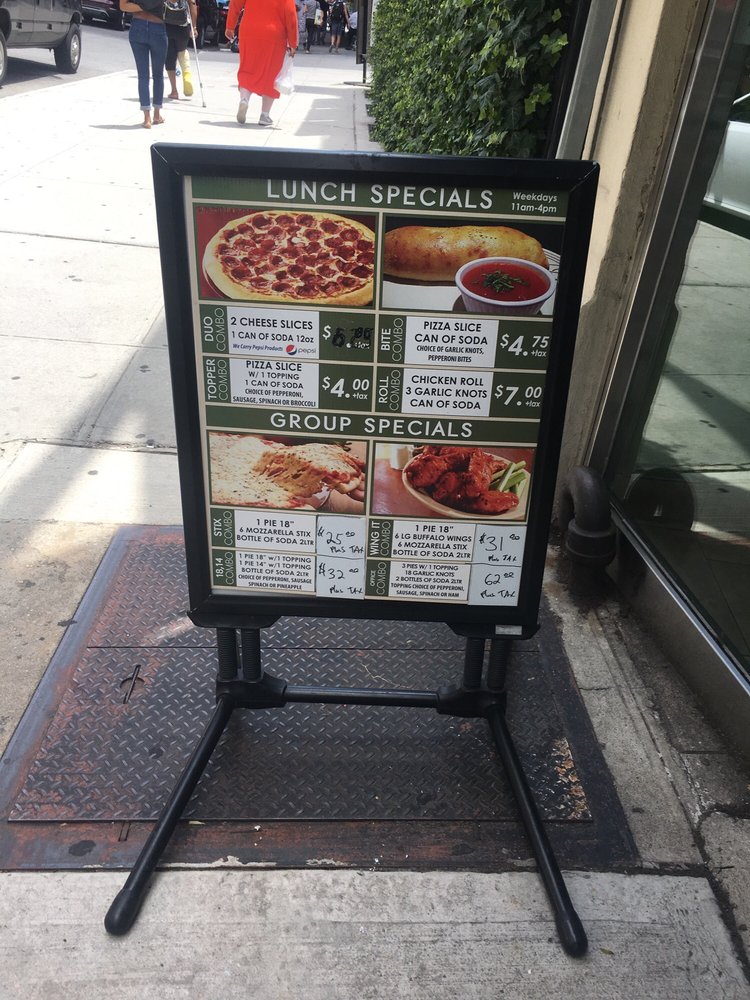 LUNCH SPECIALS
Weekdays
11am-4pm
DUO
COMBO
2 CHEESE SLICES
1 CAN OF SODA 12oz
We Carry Pepsi Products
pepsi
BITE
COMBO
PIZZA SLICE
CAN OF SODA
CHOICE OF GARLIC KNOTS,
PEPPERONI BITES
$4.75
+tax
TOPPER
COMBO
PIZZA SLICE
W/ 1 TOPPING
1 CAN OF SODA
CHOICE OF PEPPERONI,
SAUSAGE, SPINACH OR BROCCOLI
$4.00
+tax
ROLL
COMBO
CHICKEN ROLL
3 GARLIC KNOTS
CAN OF SODA
$7.00
+tax
GROUP SPECIALS
STIX
COMBO
1 PIE 18"
6 MOZZARELLA STIX
BOTTLE OF SODA 2LTR
$25.00
Plus TAX
WING IT
COMBO
1 PIE 18"
6 LG BUFFALO WINGS
6 MOZZARELLA STIX
BOTTLE OF SODA 2LTR
$31.00
Plus TAX
18,14
COMBO
1 PIE 18" w/1 TOPPING
1 PIE 14" w/1 TOPPING
BOTTLE OF SODA 2LTR
CHOICE OF PEPPERONI, SAUSAGE
SPINACH or PINEAPPLE
$32.00
Plus TAX
OFFICE
COMBO
3 PIES W/ 1 TOPPING
18 GARLIC KNOTS
2 BOTTLES OF SODA 2LTR
TOPPING CHOICE OF PEPPERONI,
SAUSAGE, SPINACH or HAM
62.00
Plus TAX